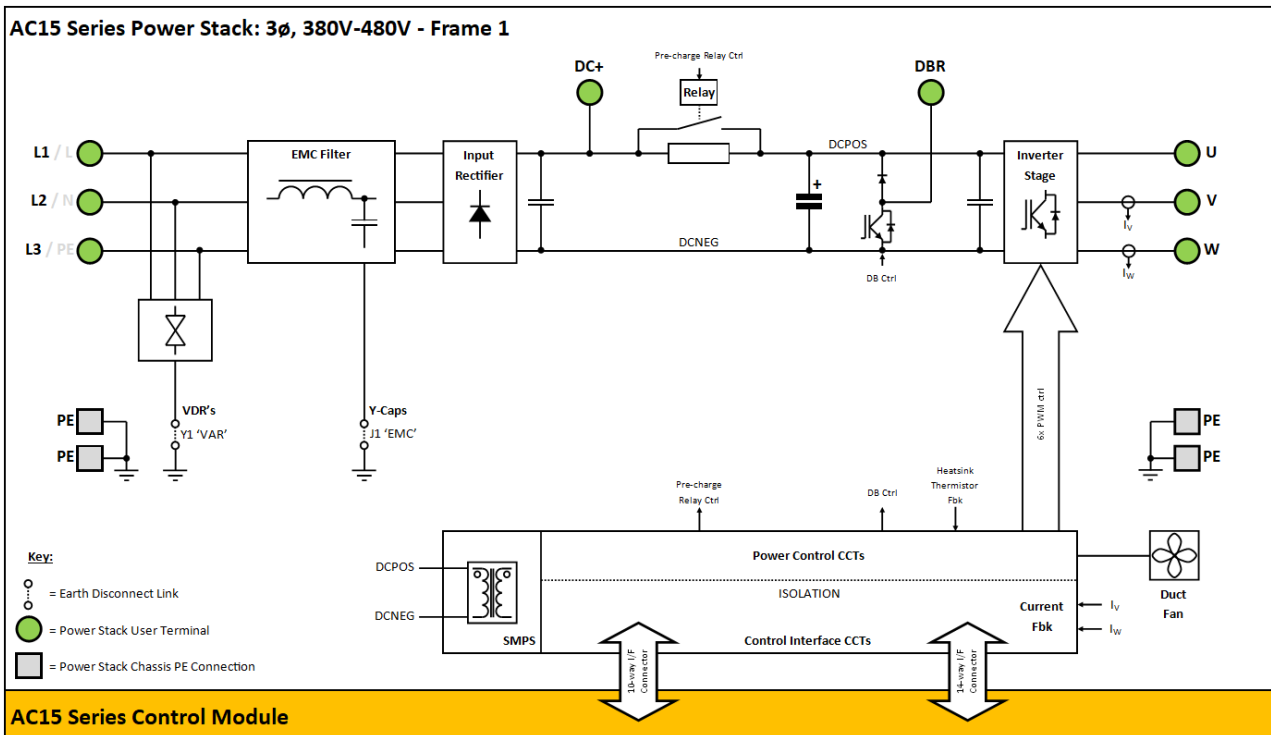 AC15 Series Power Stack: 3ø, 380V-480V - Frame 1
Pre-charge Relay Ctrl
DC+
DBR
Relay
L1 / L
EMC Filter
Input
Rectifier
DCPOS
Inverter
Stage
U
L2 / N
+
V
IV
L3 / PE
DCNEG
W
DB Ctrl
IW
6x PWM ctrl
VDR's
Y-Caps
PE
Y1 'VAR'
J1 'EMC'
PE
PE
PE
Pre-charge
Relay Ctrl
DB Ctrl
Heatsink
Thermistor
Fbk
Key:
= Earth Disconnect Link
= Power Stack User Terminal
= Power Stack Chassis PE Connection
DCPOS
DCNEG
SMPS
Power Control CCTs
ISOLATION
Control Interface CCTs
Current
Fbk
IV
IW
Duct
Fan
10-way I/F
Connector
14-way I/F
Connector
AC15 Series Control Module